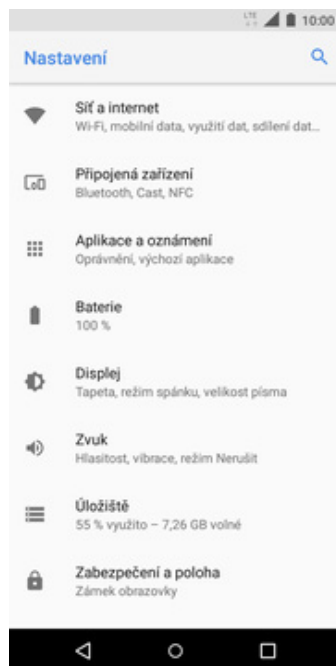 LTE 10:00
Nastavení
Síť a internet
Wi-Fi, mobilní data, využití dat, sdílení dat…
Připojená zařízení
Bluetooth, Cast, NFC
Aplikace a oznámení
Oprávnění, výchozí aplikace
Baterie
100 %
Displej
Tapeta, režim spánku, velikost písma
Zvuk
Hlasitost, vibrace, režim Nerušit
Úložiště
55 % využito – 7,26 GB volné
Zabezpečení a poloha
Zámek obrazovky